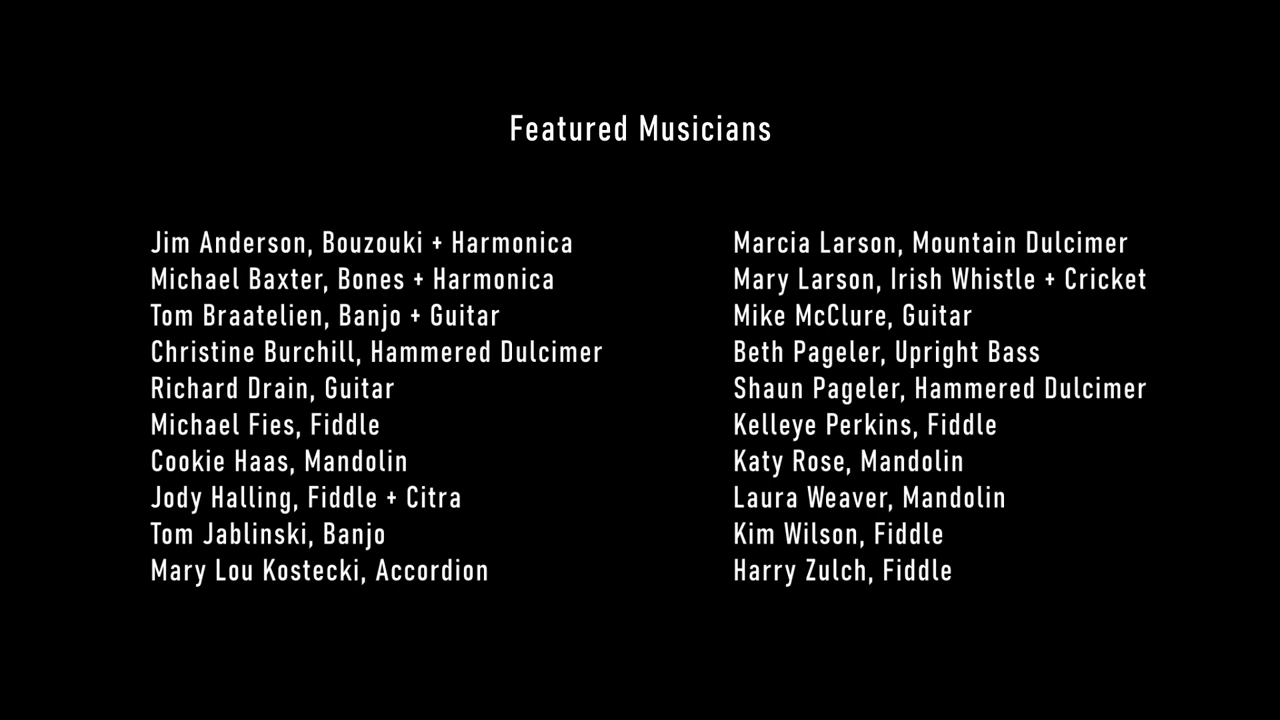 Featured Musicians
Jim Anderson, Bouzouki + Harmonica
Michael Baxter, Bones + Harmonica
Tom Braatelien, Banjo + Guitar
Christine Burchill, Hammered Dulcimer
Richard Drain, Guitar
Michael Fies, Fiddle
Cookie Haas, Mandolin
Jody Halling, Fiddle + Citra
Tom Jablinski, Banjo
Mary Lou Kostecki, Accordion
Marcia Larson, Mountain Dulcimer
Mary Larson, Irish Whistle + Cricket
Mike McClure, Guitar
Beth Pageler, Upright Bass
Shaun Pageler, Hammered Dulcimer
Kelleye Perkins, Fiddle
Katy Rose, Mandolin
Laura Weaver, Mandolin
Kim Wilson, Fiddle
Harry Zulch, Fiddle